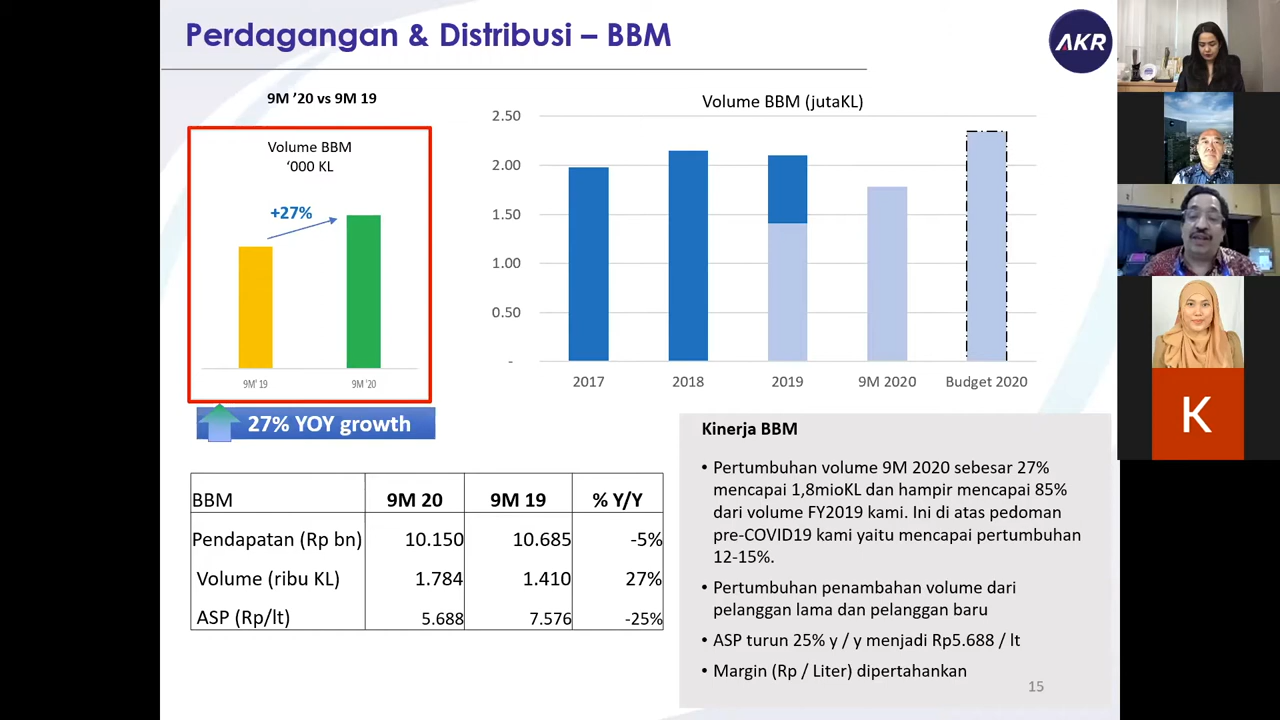 Perdagangan & Distribusi – BBM
AKR
9M ’20 vs 9M 19
Volume BBM
‘000 KL
+27%
9M' 19
9M '20
27% YOY growth
Volume BBM (jutaKL)
2.50
2.00
1.50
1.00
0.50
-
2017
2018
2019
9M 2020
Budget 2020
BBM 9M 20 9M 19 % Y/Y
Pendapatan (Rp bn) 10.150 10.685 -5%
Volume (ribu KL) 1.784 1.410 27%
ASP (Rp/lt) 5.688 7.576 -25%
Kinerja BBM
• Pertumbuhan volume 9M 2020 sebesar 27%
mencapai 1,8mioKL dan hampir mencapai 85%
dari volume FY2019 kami. Ini di atas pedoman
pre-COVID19 kami yaitu mencapai pertumbuhan
12-15%.
• Pertumbuhan penambahan volume dari
pelanggan lama dan pelanggan baru
• ASP turun 25% y / y menjadi Rp5.688 / lt
• Margin (Rp / Liter) dipertahankan
15
K